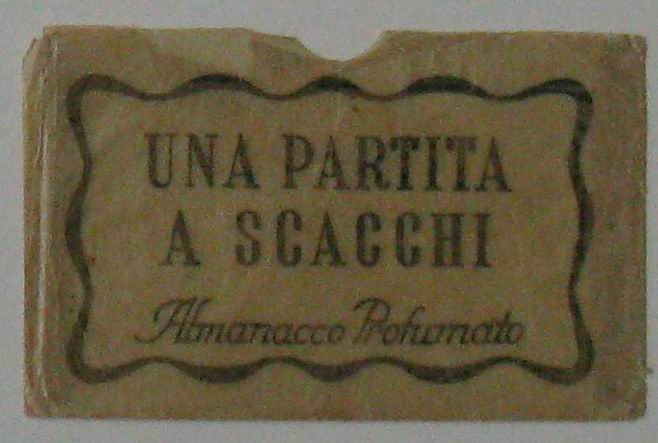 UNA PARTITA
A SCACCHI
Almanacco Profumato